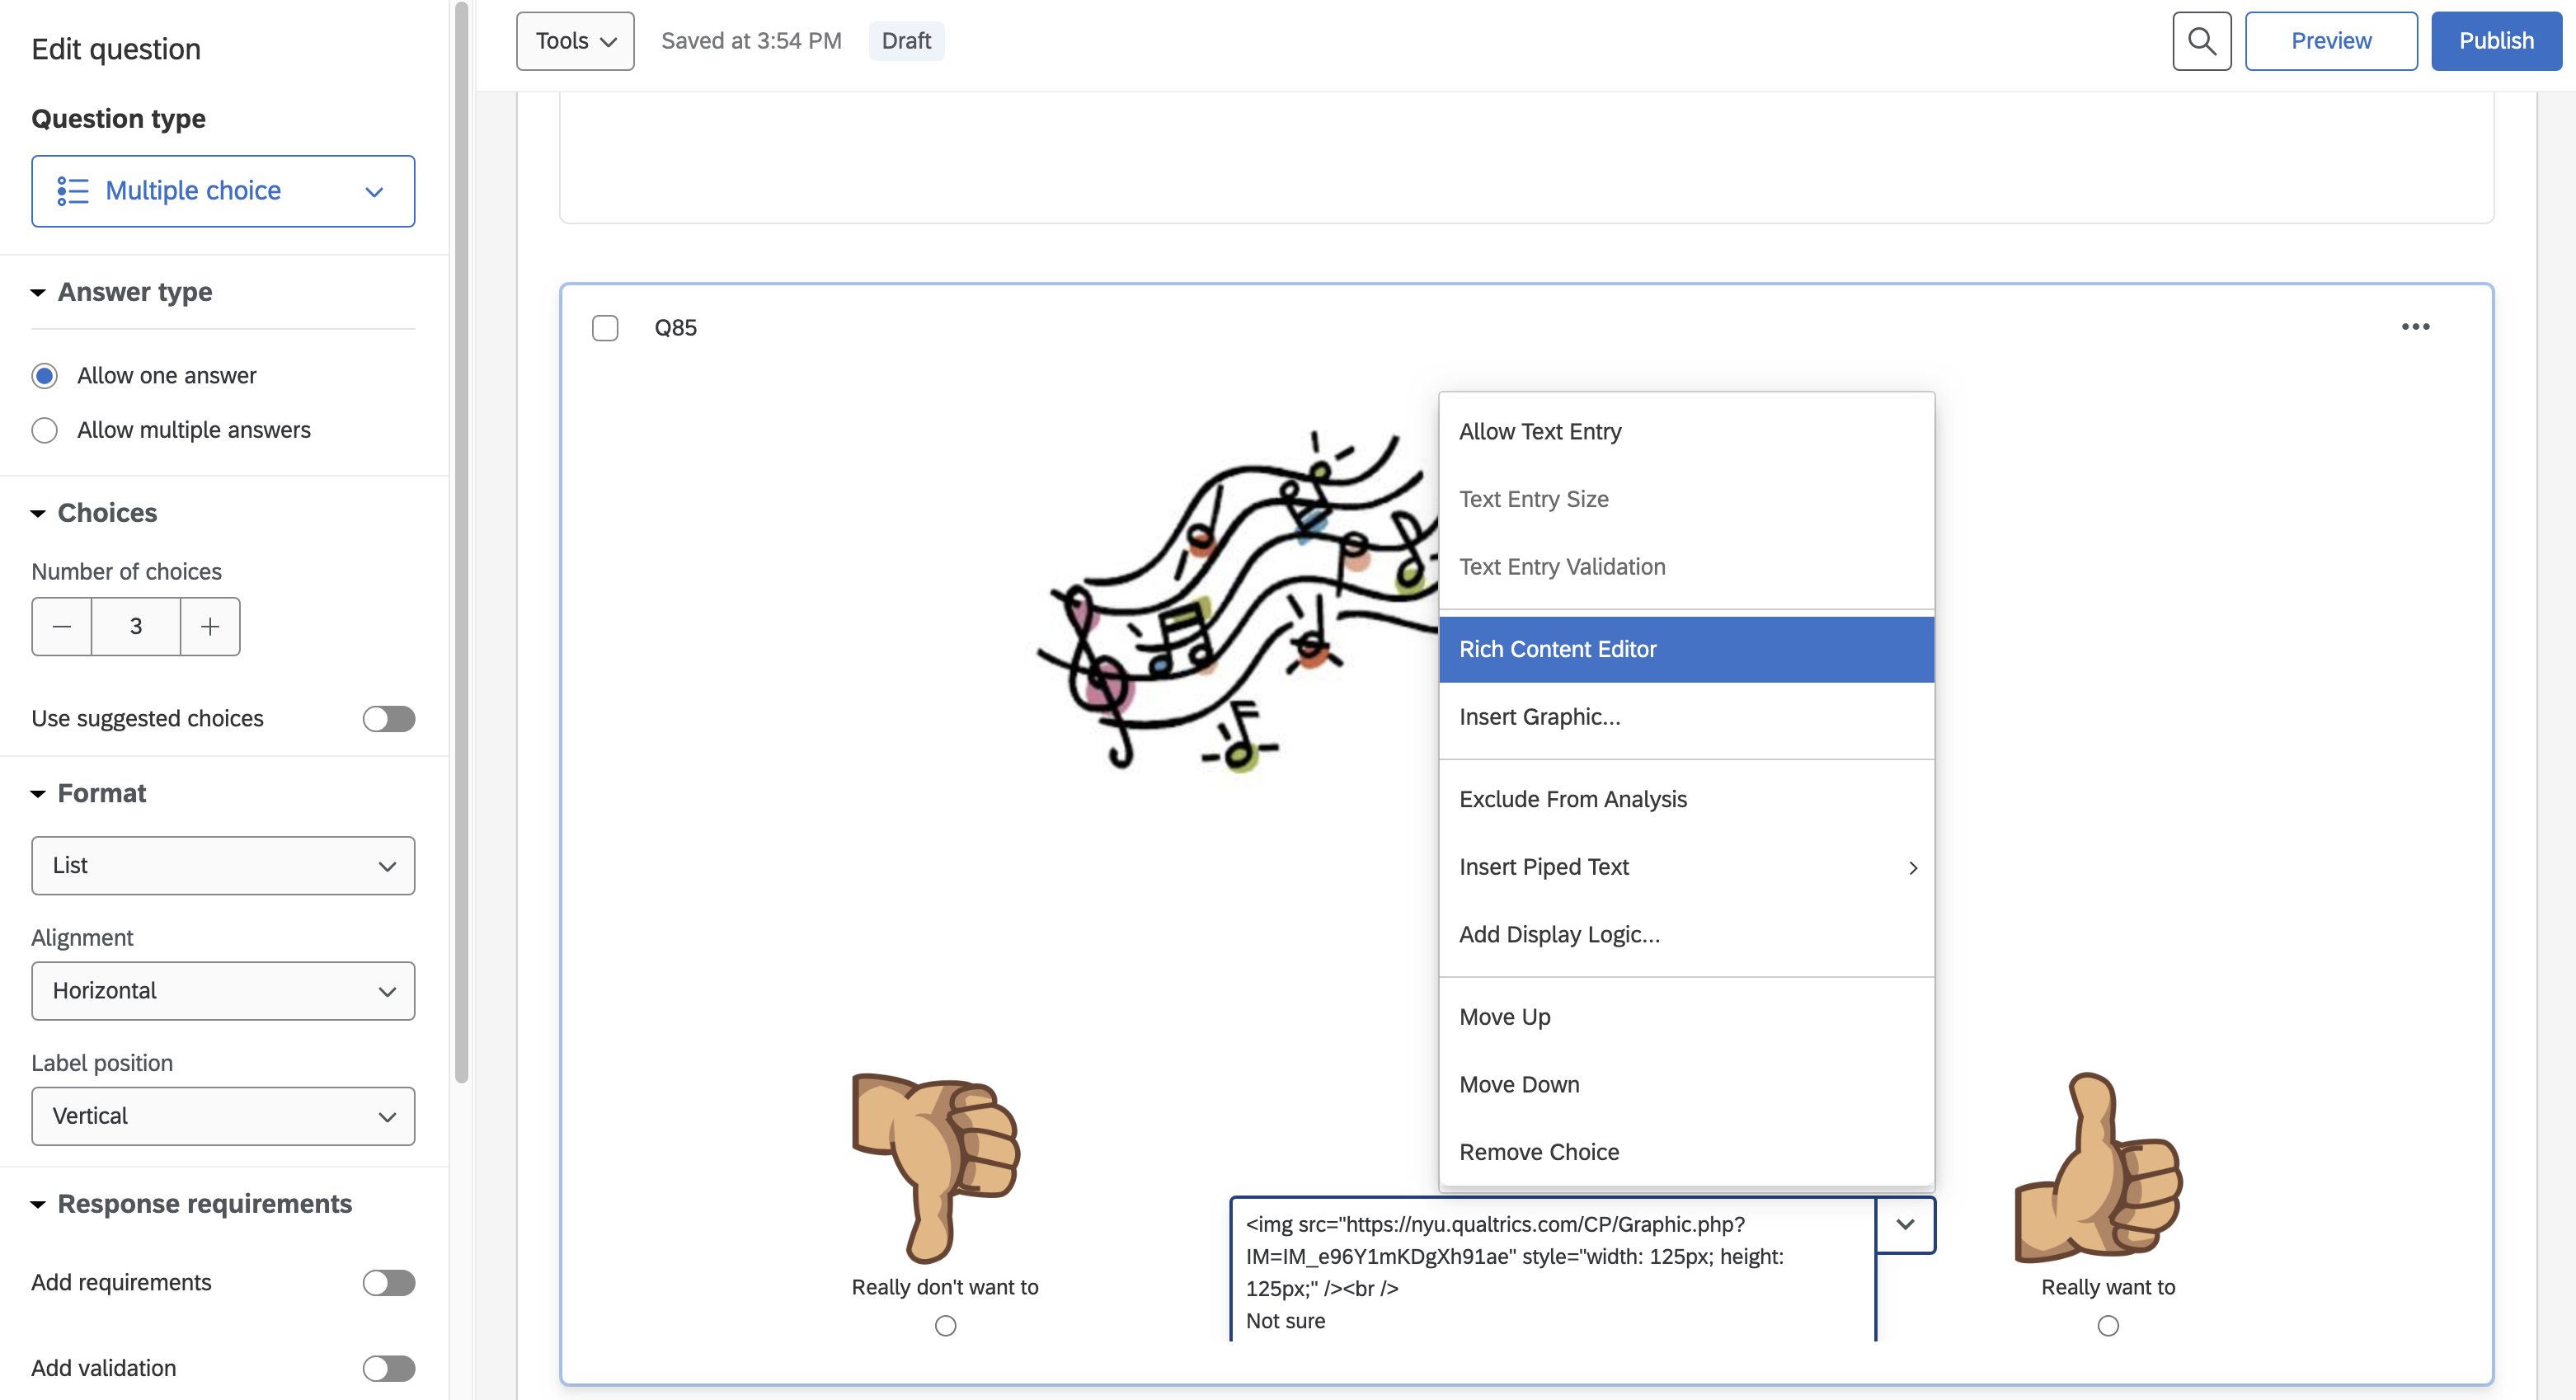 Edit question
Question type
Multiple choice
Answer type
Allow one answer
Allow multiple answers
Choices
Number of choices
3
Use suggested choices
Format
List
Alignment
Horizontal
Label position
Vertical
Response requirements
Add requirements
Add validation
Tools
Saved at 3:54 PM
Draft
Preview
Publish
Q85
Allow Text Entry
Text Entry Size
Text Entry Validation
Rich Content Editor
Insert Graphic...
Exclude From Analysis
Insert Piped Text
Add Display Logic...
Move Up
Move Down
Remove Choice
Really don't want to
<img src="https://nyu.qualtrics.com/CP/Graphic.php?
IM=IM_e96Y1mKDgXh91ae" style="width: 125px; height:
125px;" /><br />
Not sure
Really want to